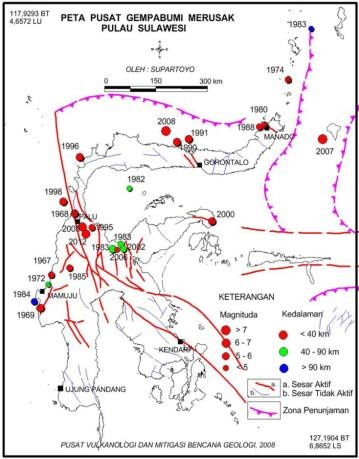 117.9293 BT
4,6572 LU
PETA PUSAT GEMPABUMI MERUSAK
PULAU SULAWESI
OLEH : SUPARTOYO
0 150 300 km
1983
1974
1980
1988
MANADO
2008
1991
1990
2007
1996
GORONTALO
1982
1998
1968
PALU
2005
1995
2012
2000
1983
1983
2002
2006
1967
1985
1972
MAMUJU
1984
1969
KENDARI
UJUNG PANDANG
KETERANGAN
Magnituda
> 7
6 - 7
5 - 6
< 5
Kedalaman
< 40 km
40 - 90 km
> 90 km
a. Sesar Aktif
b. Sesar Tidak Aktif
Zona Penunjaman
PUSAT VULKANOLOGI DAN MITIGASI BENCANA GEOLOGI, 2008
127.1904 BT
6,8652 LS